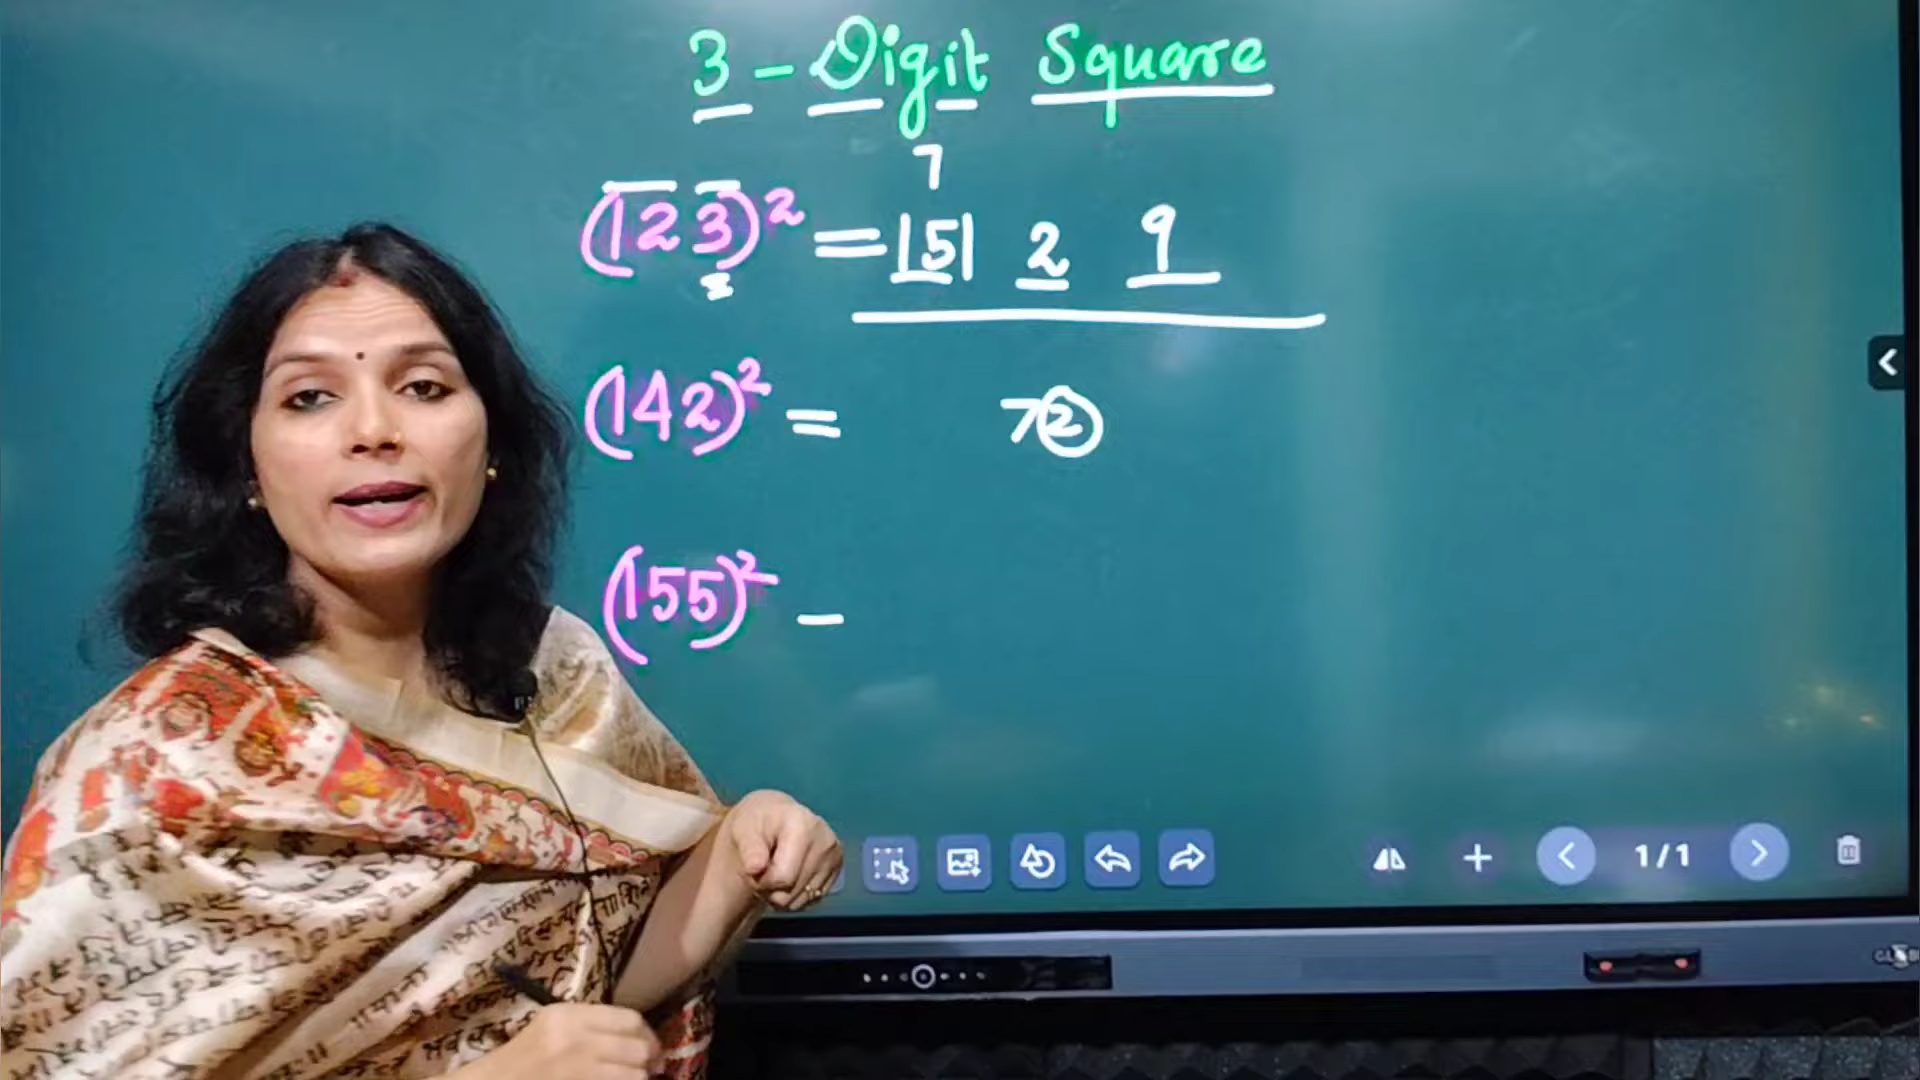 3 - Digit Square
7
(123)² = 151 2 9
(142)² = 72
(155)² -
1/1